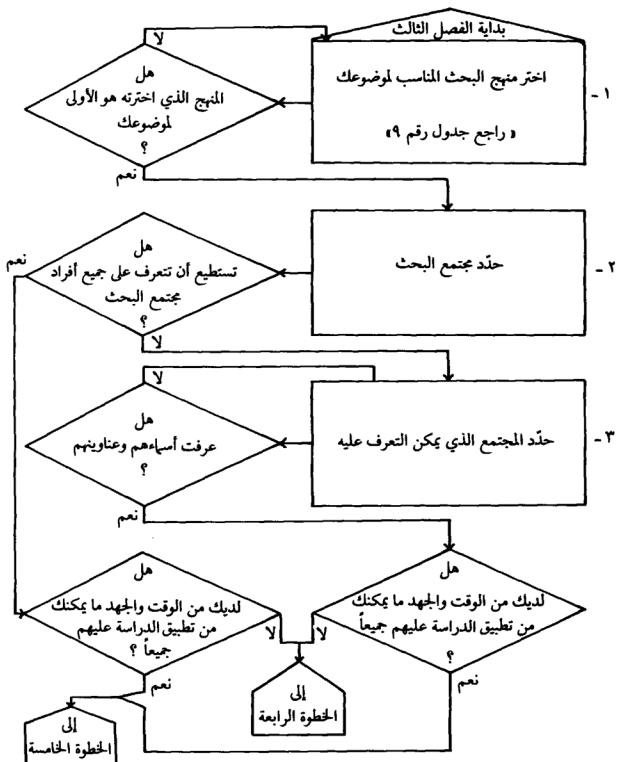 بداية الفصل الثالث
١ -
اختر منهج البحث المناسب لموضوعك
« راجع جدول رقم ٩»
لا
هل
المنهج الذي اخترته هو الأولى
لموضوعك
؟
نعم
٢ -
حدّد مجتمع البحث
هل
تستطيع أن تتعرف على جميع أفراد
مجتمع البحث
؟
نعم
لا
٣ -
حدّد المجتمع الذي يمكن التعرف عليه
لا
هل
عرفت أسماءهم وعناوينهم
؟
نعم
هل
لديك من الوقت والجهد ما يمكنك
من تطبيق الدراسة عليهم جميعاً
؟
لا
نعم
هل
لديك من الوقت والجهد ما يمكنك
من تطبيق الدراسة عليهم
جميعاً ؟
لا
نعم
إلى
الخطوة الرابعة
إلى
الخطوة الخامسة